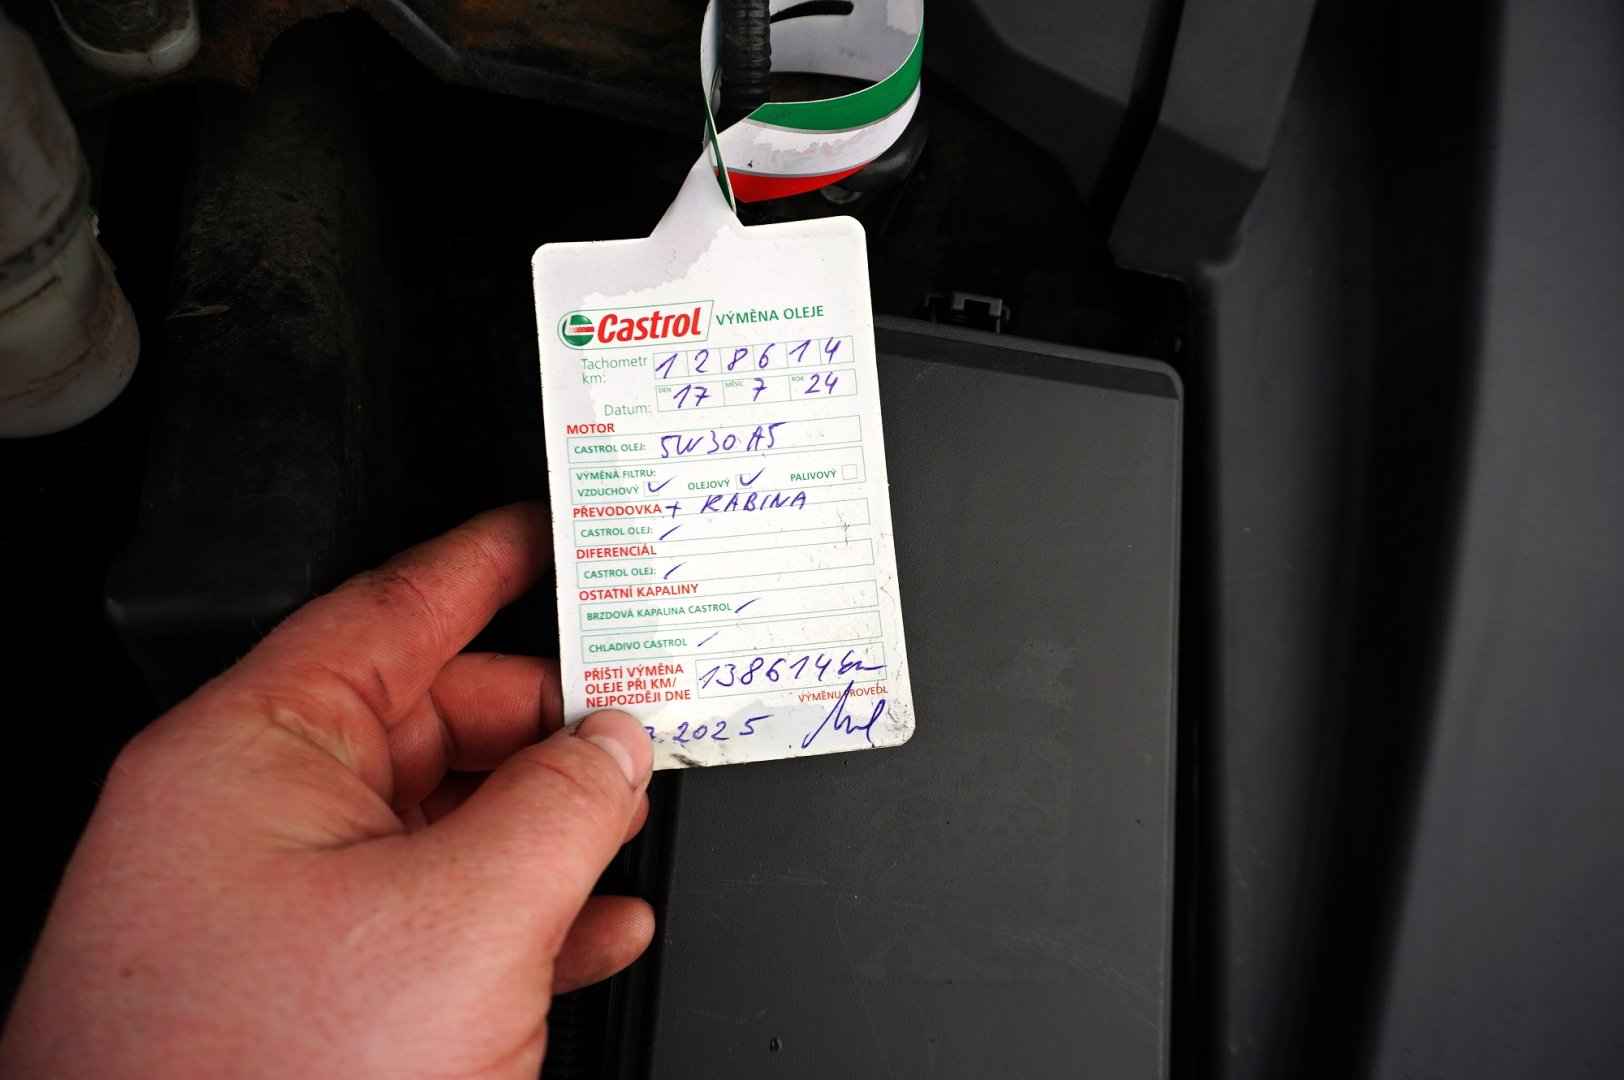 Castrol VÝMĚNA OLEJE
Tachometr km: 128614
DEN 17 MĚSÍC 7 ROK 24
Datum:
MOTOR
CASTROL OLEJ: 5W30 A5
VÝMĚNA FILTRU:
VZDUCHOVÝ OLEJOVÝ PALIVOVÝ
PŘEVODOVKA + KABINA
CASTROL OLEJ:
DIFERENCIÁL
CASTROL OLEJ:
OSTATNÍ KAPALINY
BRZDOVÁ KAPALINA CASTROL
CHLADIVO CASTROL
PŘÍŠTÍ VÝMĚNA
OLEJE PŘI KM/ 138614 km
NEJPOZDĚJI DNE
VÝMĚNU PROVEDL
.2025